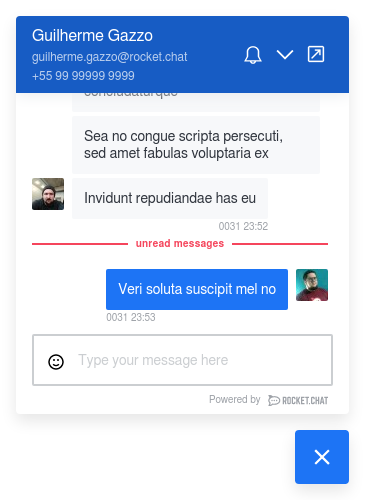 Guilherme Gazzo
guilherme.gazzo@rocket.chat
+55 99 99999 9999
Sea no congue scripta persecuti,
sed amet fabulas voluptaria ex
Invidunt repudiandae has eu
0031 23:52
unread messages
Veri soluta suscipit mel no
0031 23:53
Type your message here
Powered by ROCKET.CHAT